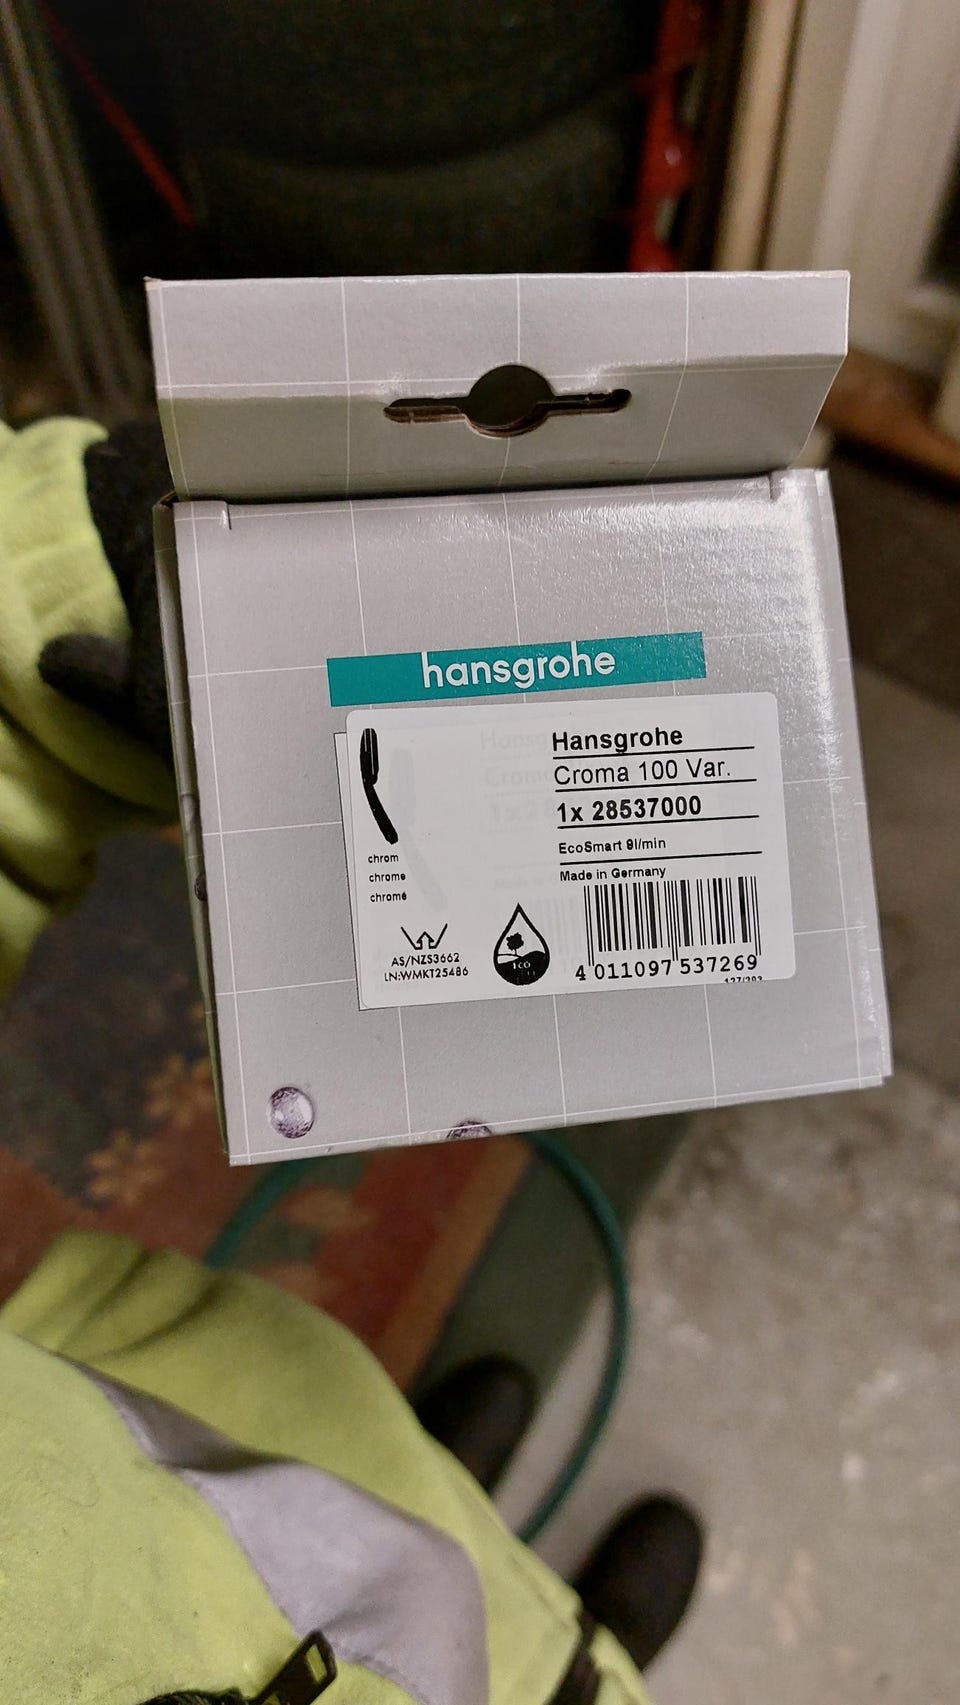 hansgrohe
Hansgrohe
Croma 100 Var.
1x 28537000
EcoSmart 9l/min
Made in Germany
chrom
chrome
chromé
AS/NZS3662
LN:WMKT25486
ECO
4 011097 537269